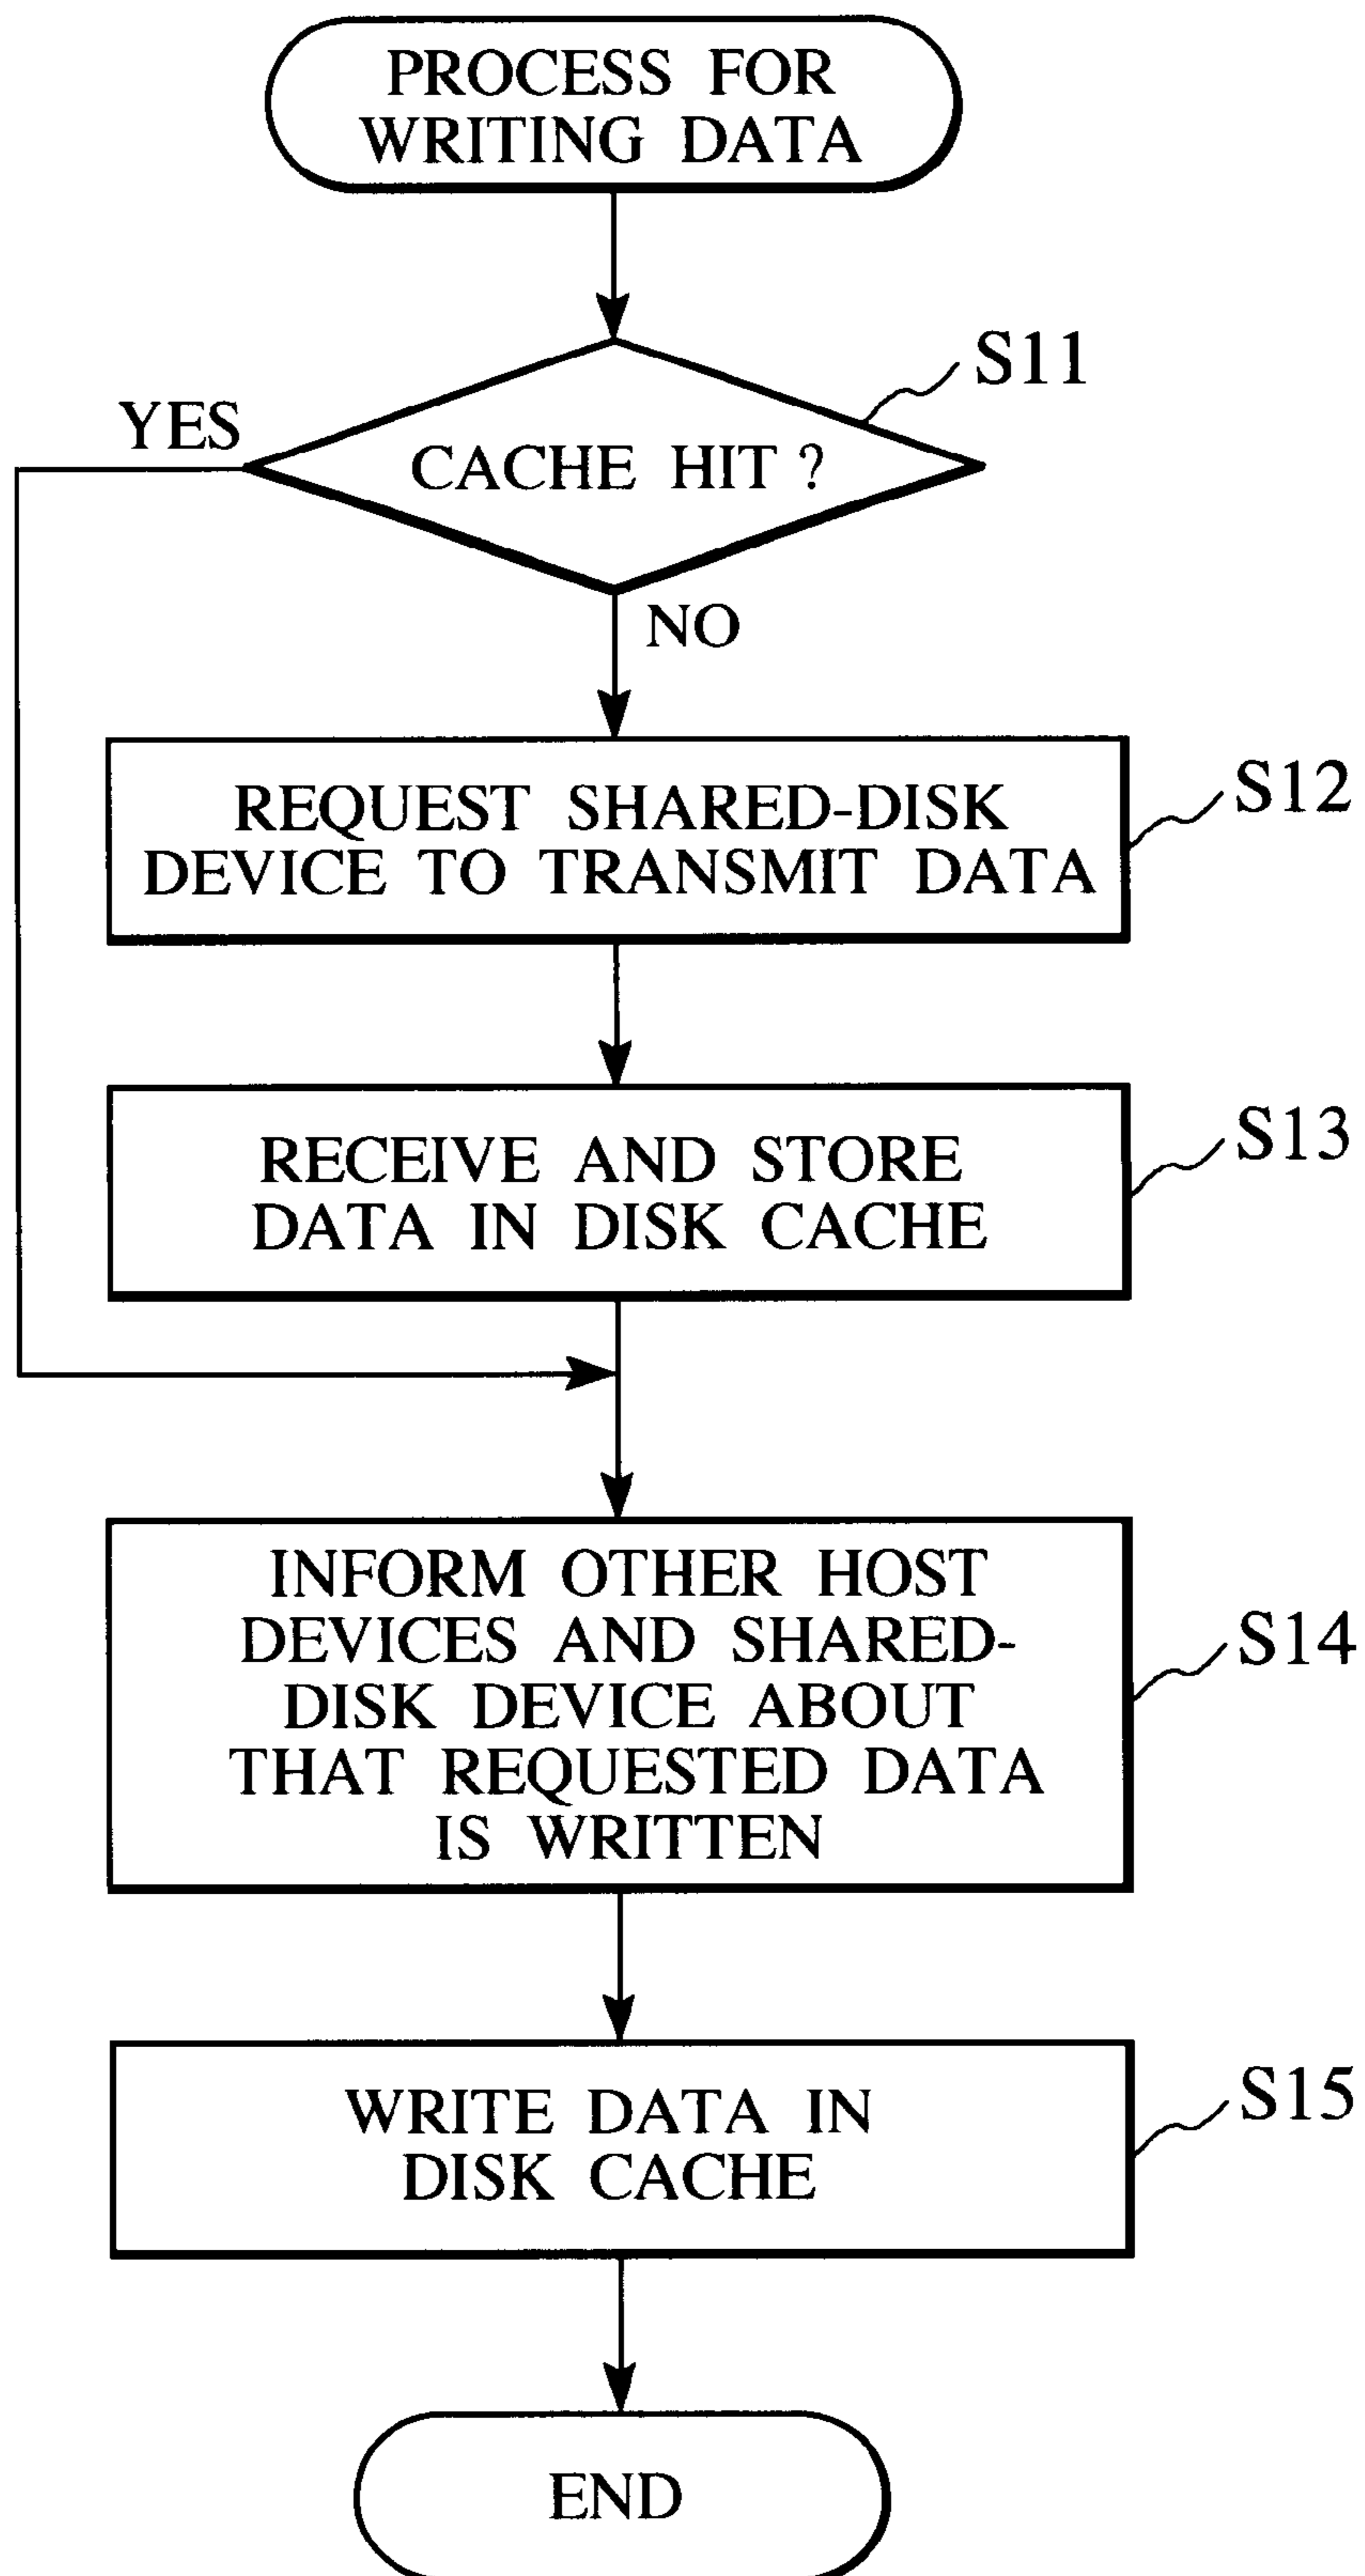 PROCESS FOR
WRITING DATA
S11
YES
CACHE HIT ?
NO
S12
REQUEST SHARED-DISK
DEVICE TO TRANSMIT DATA
S13
RECEIVE AND STORE
DATA IN DISK CACHE
INFORM OTHER HOST
DEVICES AND SHARED-
S14
DISK DEVICE ABOUT
THAT REQUESTED DATA
IS WRITTEN
S15
WRITE DATA IN
DISK CACHE
END